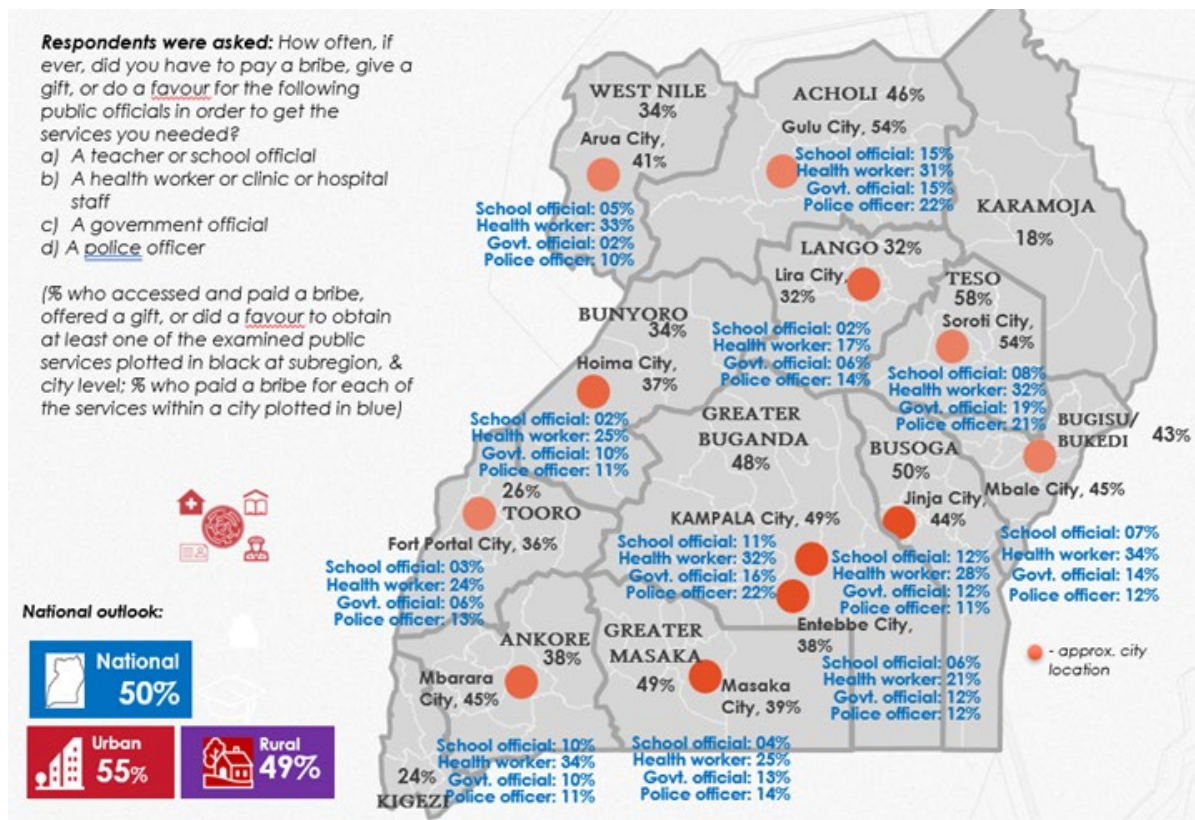 Respondents were asked: How often, if
ever, did you have to pay a bribe, give a
gift, or do a favour for the following
public officials in order to get the
services you needed?
a) A teacher or school official
b) A health worker or clinic or hospital
staff
c) A government official
d) A police officer
(% who accessed and paid a bribe,
offered a gift, or did a favour to obtain
at least one of the examined public
services plotted in black at subregion, &
city level; % who paid a bribe for each of
the services within a city plotted in blue)
National outlook:
National
50%
Urban
55%
Rural
49%
WEST NILE
34%
Arua City,
41%
School official: 05%
Health worker: 33%
Govt. official: 02%
Police officer: 10%
ACHOLI 46%
Gulu City, 54%
School official: 15%
Health worker: 31%
Govt. official: 15%
Police officer: 22%
KARAMOJA
18%
LANGO 32%
Lira City,
32%
School official: 02%
Health worker: 17%
Govt. official: 06%
Police officer: 14%
TESO
58%
Soroti City,
54%
School official: 08%
Health worker: 32%
Govt. official: 19%
Police officer: 21%
BUNYORO
34%
Hoima City,
37%
School official: 02%
Health worker: 25%
Govt. official: 10%
Police officer: 11%
GREATER
BUGANDA
48%
BUGISU/
BUKEDI
43%
Mbale City, 45%
School official: 07%
Health worker: 34%
Govt. official: 14%
Police officer: 12%
BUSOGA
50%
Jinja City,
44%
School official: 12%
Health worker: 28%
Govt. official: 12%
Police officer: 11%
26%
TOORO
Fort Portal City, 36%
School official: 03%
Health worker: 24%
Govt. official: 06%
Police officer: 13%
KAMPALA City, 49%
School official: 11%
Health worker: 32%
Govt. official: 16%
Police officer: 22%
Entebbe City,
38%
School official: 06%
Health worker: 21%
Govt. official: 12%
Police officer: 12%
- approx. city
location
ANKORE
38%
Mbarara
City, 45%
School official: 10%
Health worker: 34%
Govt. official: 10%
Police officer: 11%
GREATER
MASAKA
49%
Masaka
City, 39%
School official: 04%
Health worker: 25%
Govt. official: 13%
Police officer: 14%
24%
KIGEZI